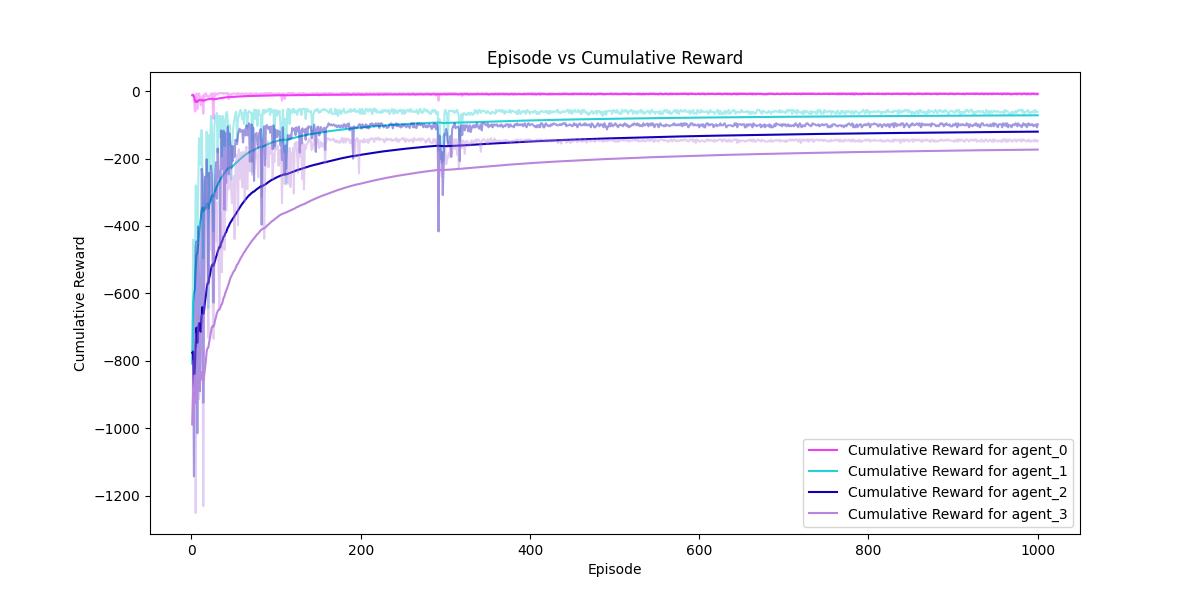 Episode vs Cumulative Reward
Cumulative Reward
0
−200
−400
−600
−800
−1000
−1200
0
200
400
600
800
1000
Episode
Cumulative Reward for agent_0
Cumulative Reward for agent_1
Cumulative Reward for agent_2
Cumulative Reward for agent_3